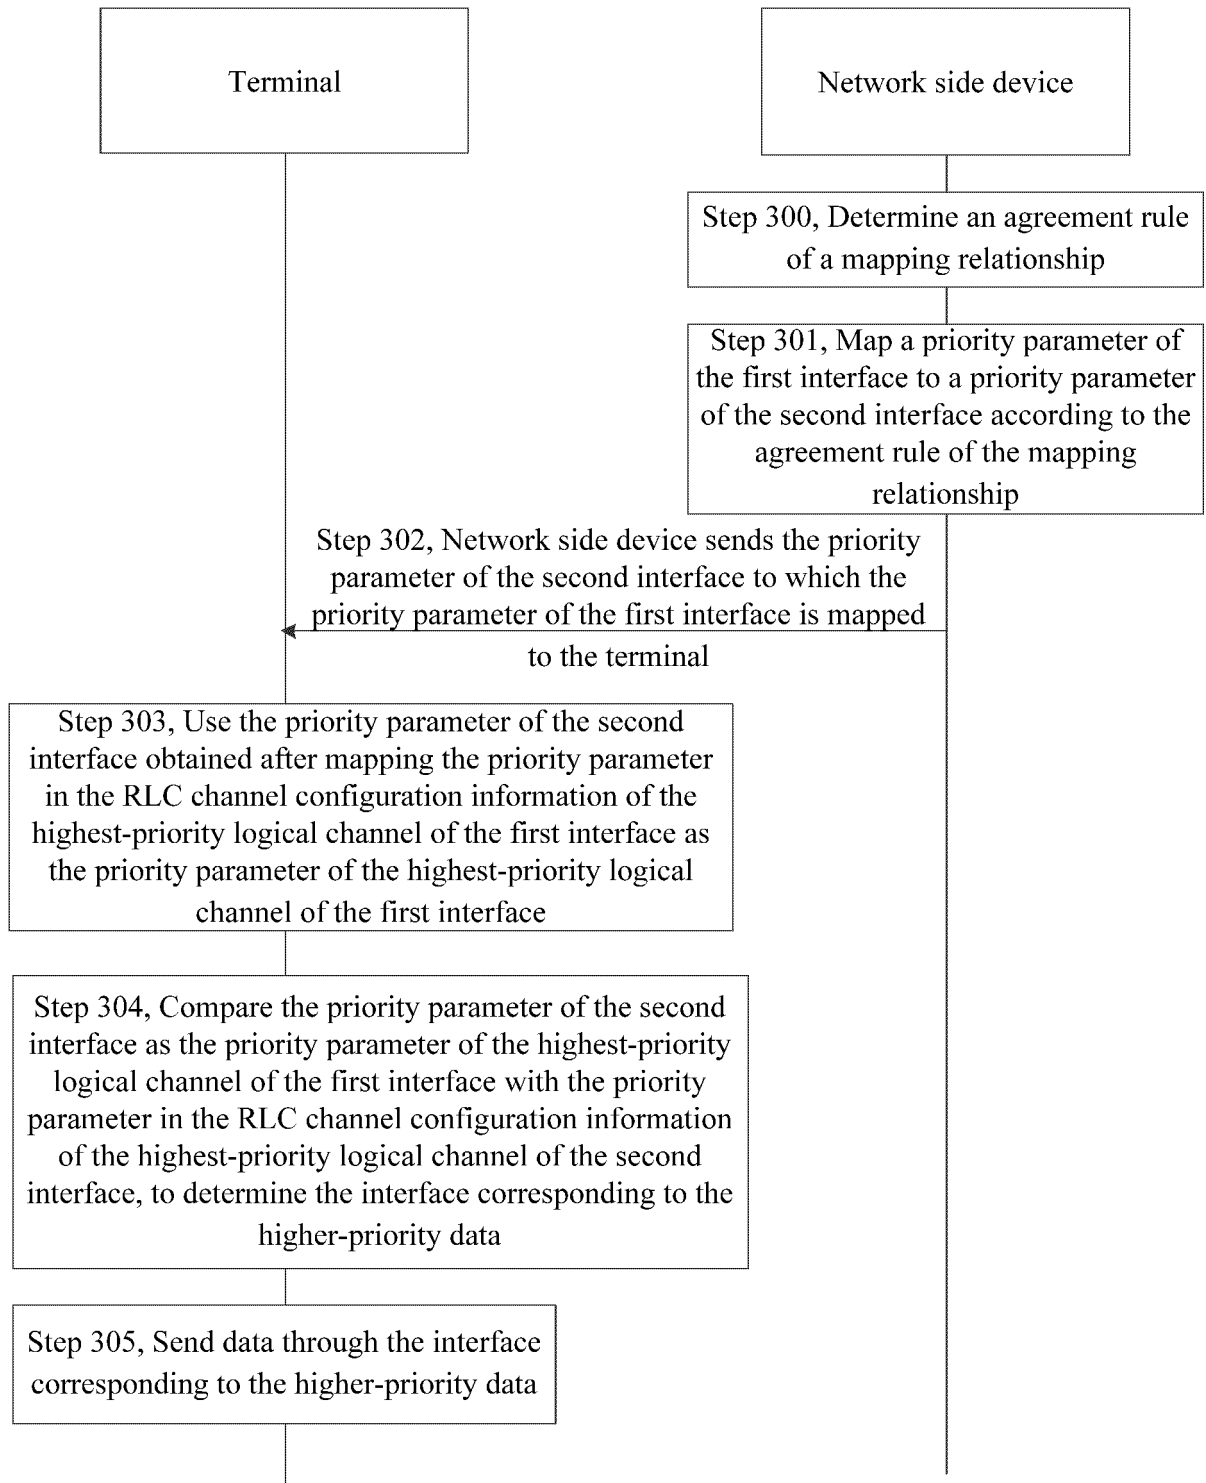 Terminal
Network side device
Step 300, Determine an agreement rule
of a mapping relationship
Step 301, Map a priority parameter of
the first interface to a priority parameter
of the second interface according to the
agreement rule of the mapping
relationship
Step 302, Network side device sends the priority
parameter of the second interface to which the
priority parameter of the first interface is mapped
to the terminal
Step 303, Use the priority parameter of the second
interface obtained after mapping the priority parameter
in the RLC channel configuration information of the
highest-priority logical channel of the first interface as
the priority parameter of the highest-priority logical
channel of the first interface
Step 304, Compare the priority parameter of the second
interface as the priority parameter of the highest-priority
logical channel of the first interface with the priority
parameter in the RLC channel configuration information
of the highest-priority logical channel of the second
interface, to determine the interface corresponding to the
higher-priority data
Step 305, Send data through the interface
corresponding to the higher-priority data